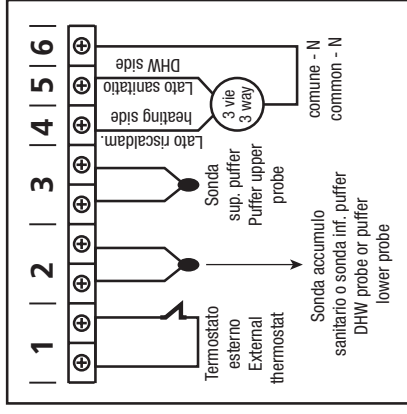 1
2
3
4
5
6
Termostato
esterno
External
thermostat
Sonda accumulo
sanitario o sonda inf. puffer
DHW probe or puffer
lower probe
Sonda
sup. puffer
Puffer upper
probe
Lato riscaldam.
heating side
Lato sanitatio
DHW side
3 vie
3 way
comune - N
common - N